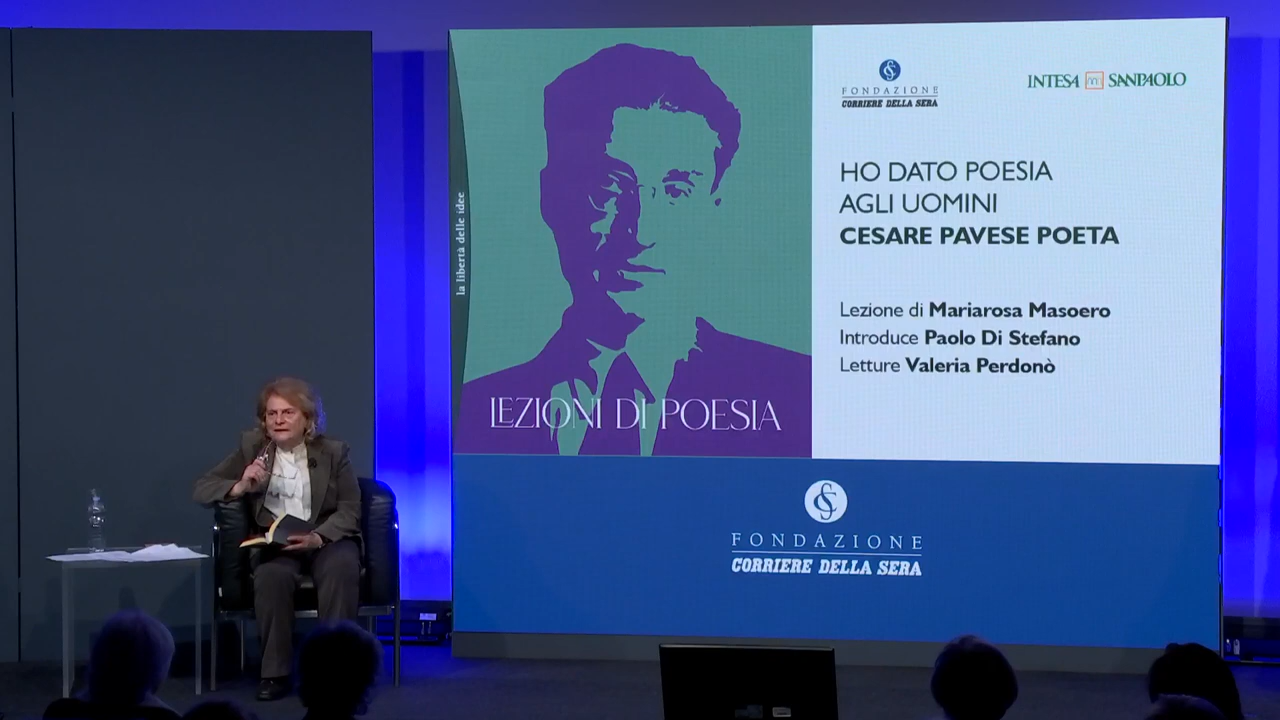 la libertà delle idee
LEZIONI DI POESIA
FONDAZIONE
CORRIERE DELLA SERA
INTESA SANPAOLO
HO DATO POESIA
AGLI UOMINI
CESARE PAVESE POETA
Lezione di Mariarosa Masoero
Introduce Paolo Di Stefano
Letture Valeria Perdonò
FONDAZIONE
CORRIERE DELLA SERA